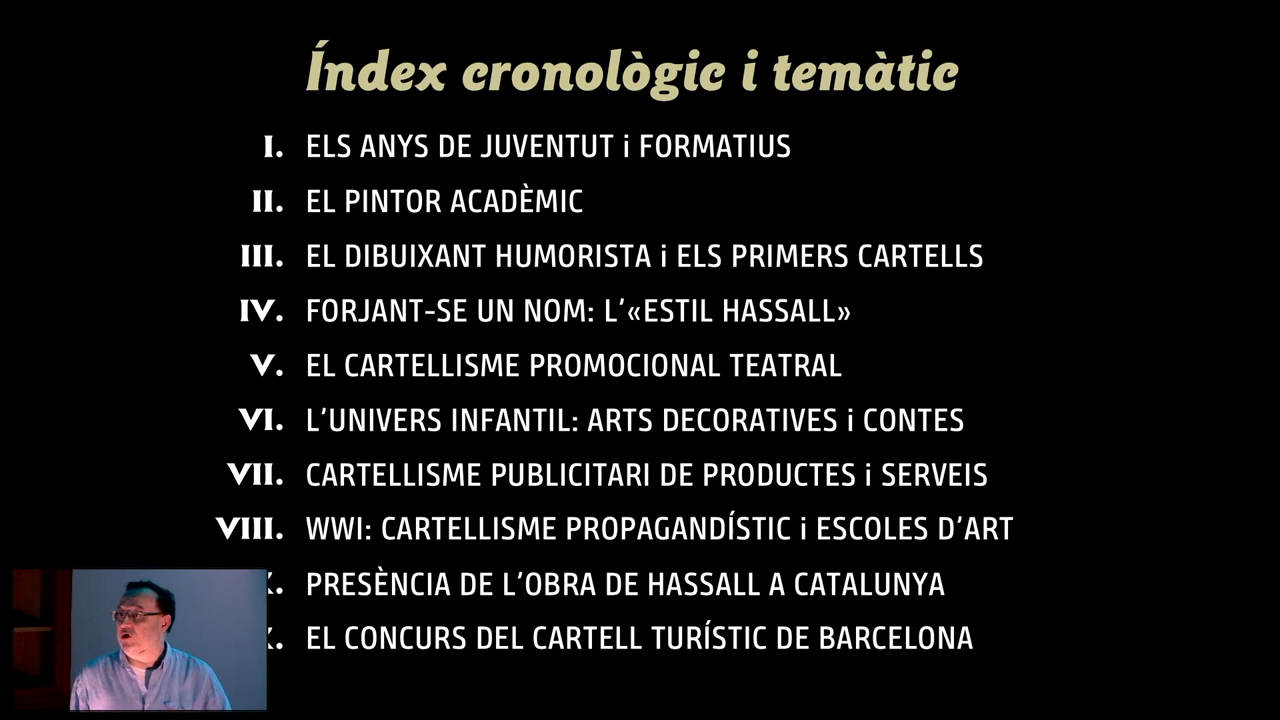 Índex cronològic i temàtic
I. ELS ANYS DE JUVENTUT i FORMATIUS
II. EL PINTOR ACADÈMIC
III. EL DIBUIXANT HUMORISTA i ELS PRIMERS CARTELLS
IV. FORJANT-SE UN NOM: L’«ESTIL HASSALL»
V. EL CARTELLISME PROMOCIONAL TEATRAL
VI. L’UNIVERS INFANTIL: ARTS DECORATIVES i CONTES
VII. CARTELLISME PUBLICITARI DE PRODUCTES i SERVEIS
VIII. WWI: CARTELLISME PROPAGANDÍSTIC i ESCOLES D’ART
PRESÈNCIA DE L’OBRA DE HASSALL A CATALUNYA
EL CONCURS DEL CARTELL TURÍSTIC DE BARCELONA